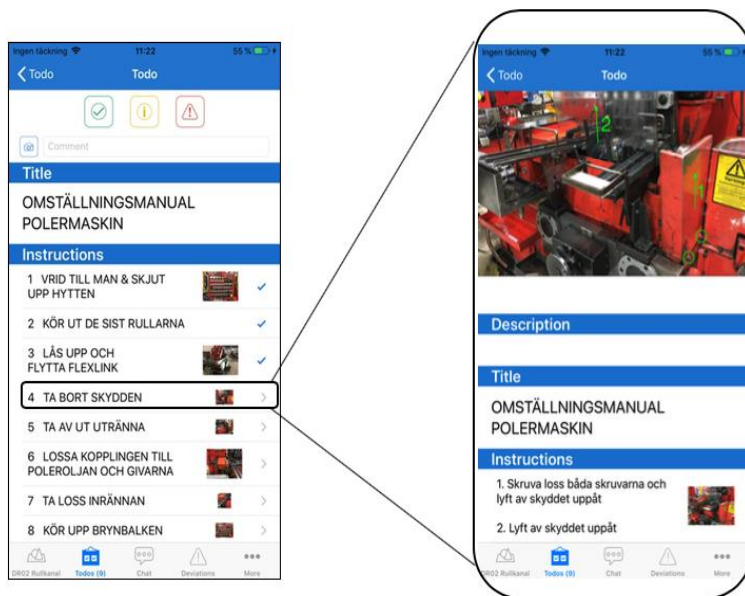 Ingen täckning 11:22 55 %
Todo Todo
Comment
Title
OMSTÄLLNINGSMANUAL
POLERMASKIN
Instructions
1 VRID TILL MAN & SKJUT
UPP HYTTEN
2 KÖR UT DE SIST RULLARNA
3 LÅS UPP OCH
FLYTTA FLEXLINK
4 TA BORT SKYDDEN
5 TA AV UT UTRÄNNA
6 LOSSA KOPPLINGEN TILL
POLEROLJAN OCH GIVARNA
7 TA LOSS INRÄNNAN
8 KÖR UPP BRYNBALKEN
DR02 Rullkanal Todos (9) Chat Deviations More
Ingen täckning 11:22 55 %
Todo Todo
2
1
Description
Title
OMSTÄLLNINGSMANUAL
POLERMASKIN
Instructions
1. Skruva loss båda skruvarna och
lyft av skyddet uppåt
2. Lyft av skyddet uppåt
DR02 Rullkanal Todos (9) Chat Deviations More